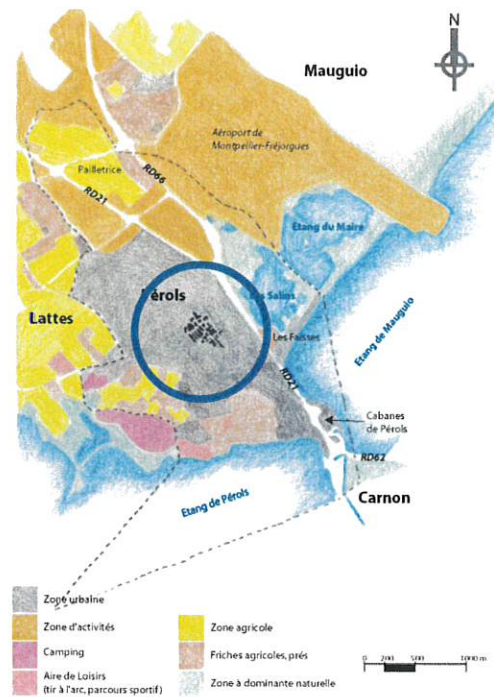 N
Mauguio
Aéroport de
Montpellier-Fréjorgues
Pailletrice
RD66
RD21
Etang du Maire
Pérols
Les Salins
Lattes
Les Faïsses
Etang de Mauguio
RD21
Cabanes
de Pérols
RD62
Carnon
Etang de Pérols
Zone urbaine
Zone d'activités
Zone agricole
Camping
Friches agricoles, prés
Aire de Loisirs
(tir à l'arc, parcours sportif)
Zone à dominante naturelle
0 200 500 1000 m